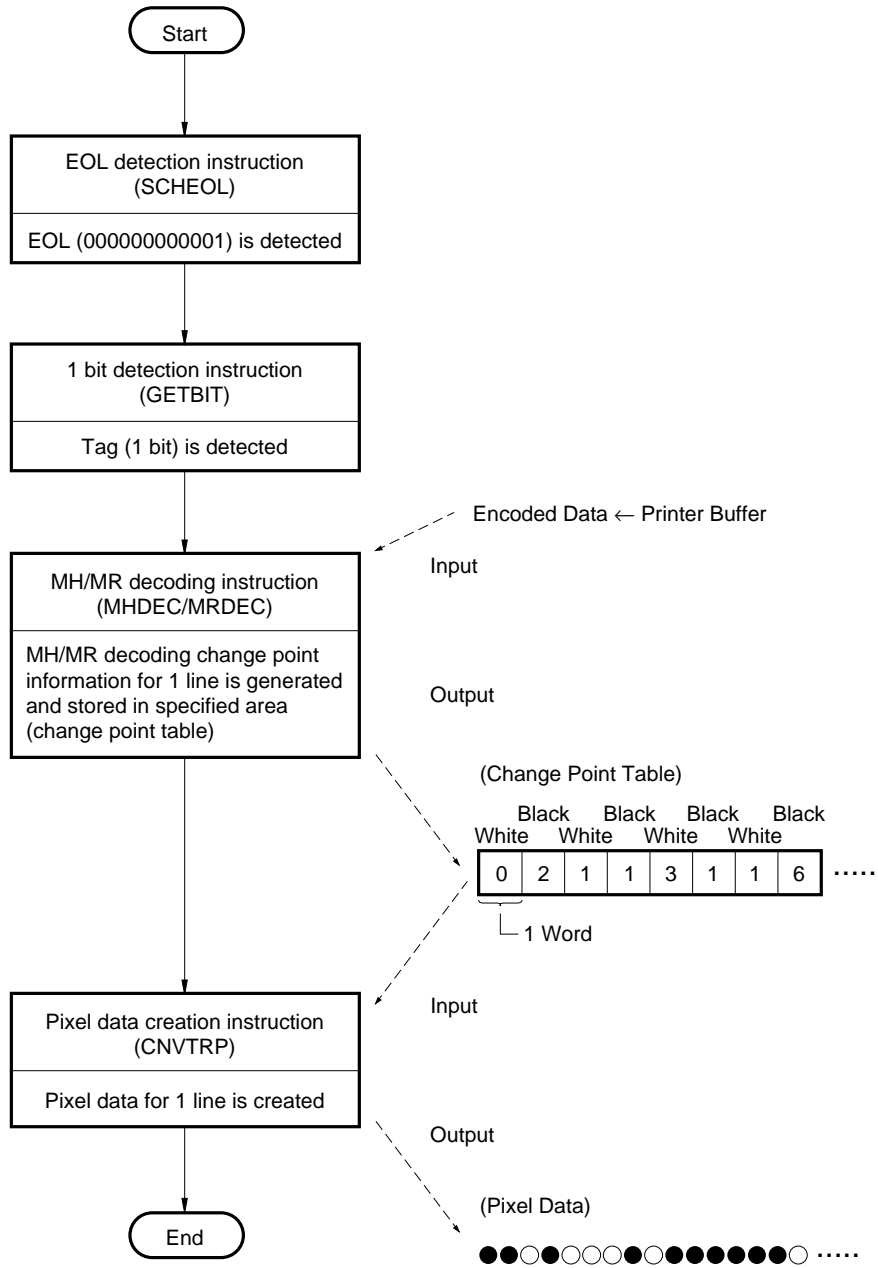 Start
EOL detection instruction
(SCHEOL)
EOL (000000000001) is detected
1 bit detection instruction
(GETBIT)
Tag (1 bit) is detected
Encoded Data ← Printer Buffer
Input
MH/MR decoding instruction
(MHDEC/MRDEC)
MH/MR decoding change point
information for 1 line is generated
and stored in specified area
(change point table)
Output
(Change Point Table)
Black Black Black Black
White White White White
0 2 1 1 3 1 1 6 .....
1 Word
Input
Pixel data creation instruction
(CNVTRP)
Pixel data for 1 line is created
Output
(Pixel Data)
.....
End